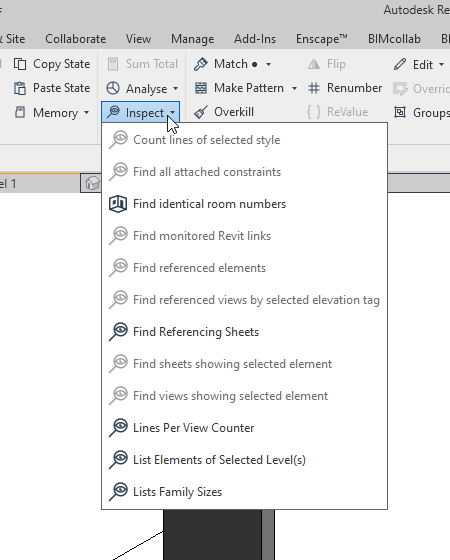 Autodesk Re
& Site Collaborate View Manage Add-Ins Enscape™ BIMcollab
Copy State Sum Total Match Flip Edit
Paste State Analyse Make Pattern Renumber Overric
Memory Inspect Overkill { } ReValue Groups
el 1
Count lines of selected style
Find all attached constraints
Find identical room numbers
Find monitored Revit links
Find referenced elements
Find referenced views by selected elevation tag
Find Referencing Sheets
Find sheets showing selected element
Find views showing selected element
Lines Per View Counter
List Elements of Selected Level(s)
Lists Family Sizes